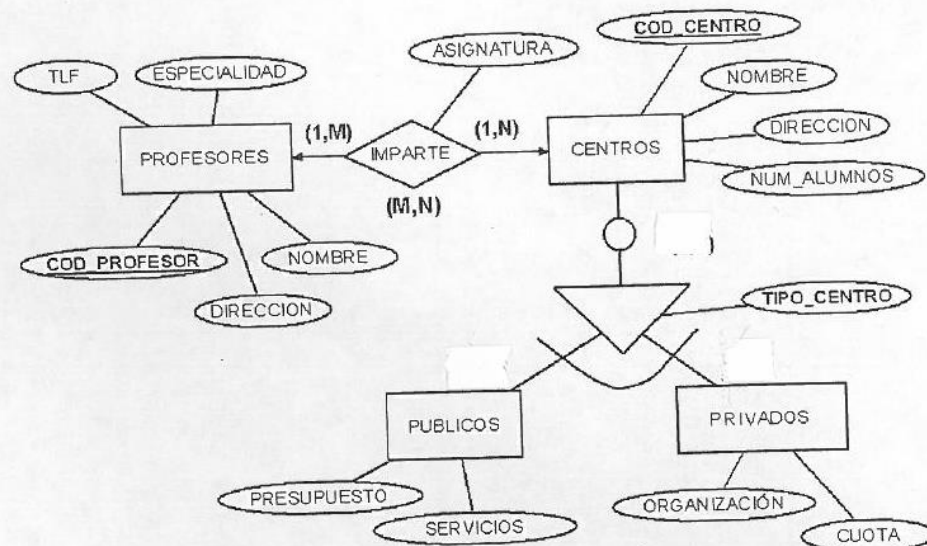 COD_CENTRO
ASIGNATURA
TLF
ESPECIALIDAD
NOMBRE
(1,M)
(1,N)
PROFESORES
IMPARTE
CENTROS
DIRECCION
NUM_ALUMNOS
(M,N)
COD_PROFESOR
NOMBRE
DIRECCION
TIPO_CENTRO
PUBLICOS
PRIVADOS
PRESUPUESTO
ORGANIZACIÓN
SERVICIOS
CUOTA